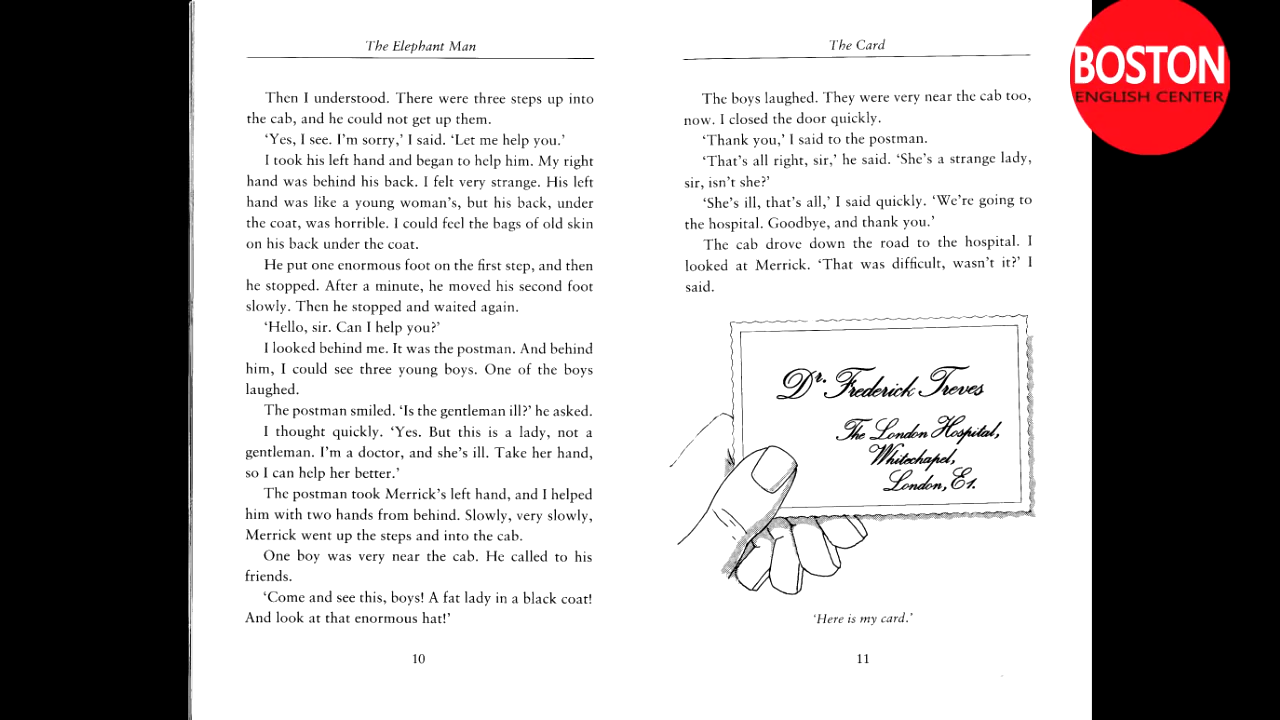 The Elephant Man
Then I understood. There were three steps up into
the cab, and he could not get up them.
‘Yes, I see. I’m sorry,’ I said. ‘Let me help you.’
I took his left hand and began to help him. My right
hand was behind his back. I felt very strange. His left
hand was like a young woman’s, but his back, under
the coat, was horrible. I could feel the bags of old skin
on his back under the coat.
He put one enormous foot on the first step, and then
he stopped. After a minute, he moved his second foot
slowly. Then he stopped and waited again.
‘Hello, sir. Can I help you?’
I looked behind me. It was the postman. And behind
him, I could see three young boys. One of the boys
laughed.
The postman smiled. ‘Is the gentleman ill?’ he asked.
I thought quickly. ‘Yes. But this is a lady, not a
gentleman. I’m a doctor, and she’s ill. Take her hand,
so I can help her better.’
The postman took Merrick’s left hand, and I helped
him with two hands from behind. Slowly, very slowly,
Merrick went up the steps and into the cab.
One boy was very near the cab. He called to his
friends.
‘Come and see this, boys! A fat lady in a black coat!
And look at that enormous hat!’
10
The Card
The boys laughed. They were very near the cab too,
now. I closed the door quickly.
‘Thank you,’ I said to the postman.
‘That’s all right, sir,’ he said. ‘She’s a strange lady,
sir, isn’t she?’
‘She’s ill, that’s all,’ I said quickly. ‘We’re going to
the hospital. Goodbye, and thank you.’
The cab drove down the road to the hospital. I
looked at Merrick. ‘That was difficult, wasn’t it?’ I
said.
Dr. Frederick Treves
The London Hospital,
Whitechapel,
London, E1.
‘Here is my card.’
11
BOSTON
ENGLISH CENTER